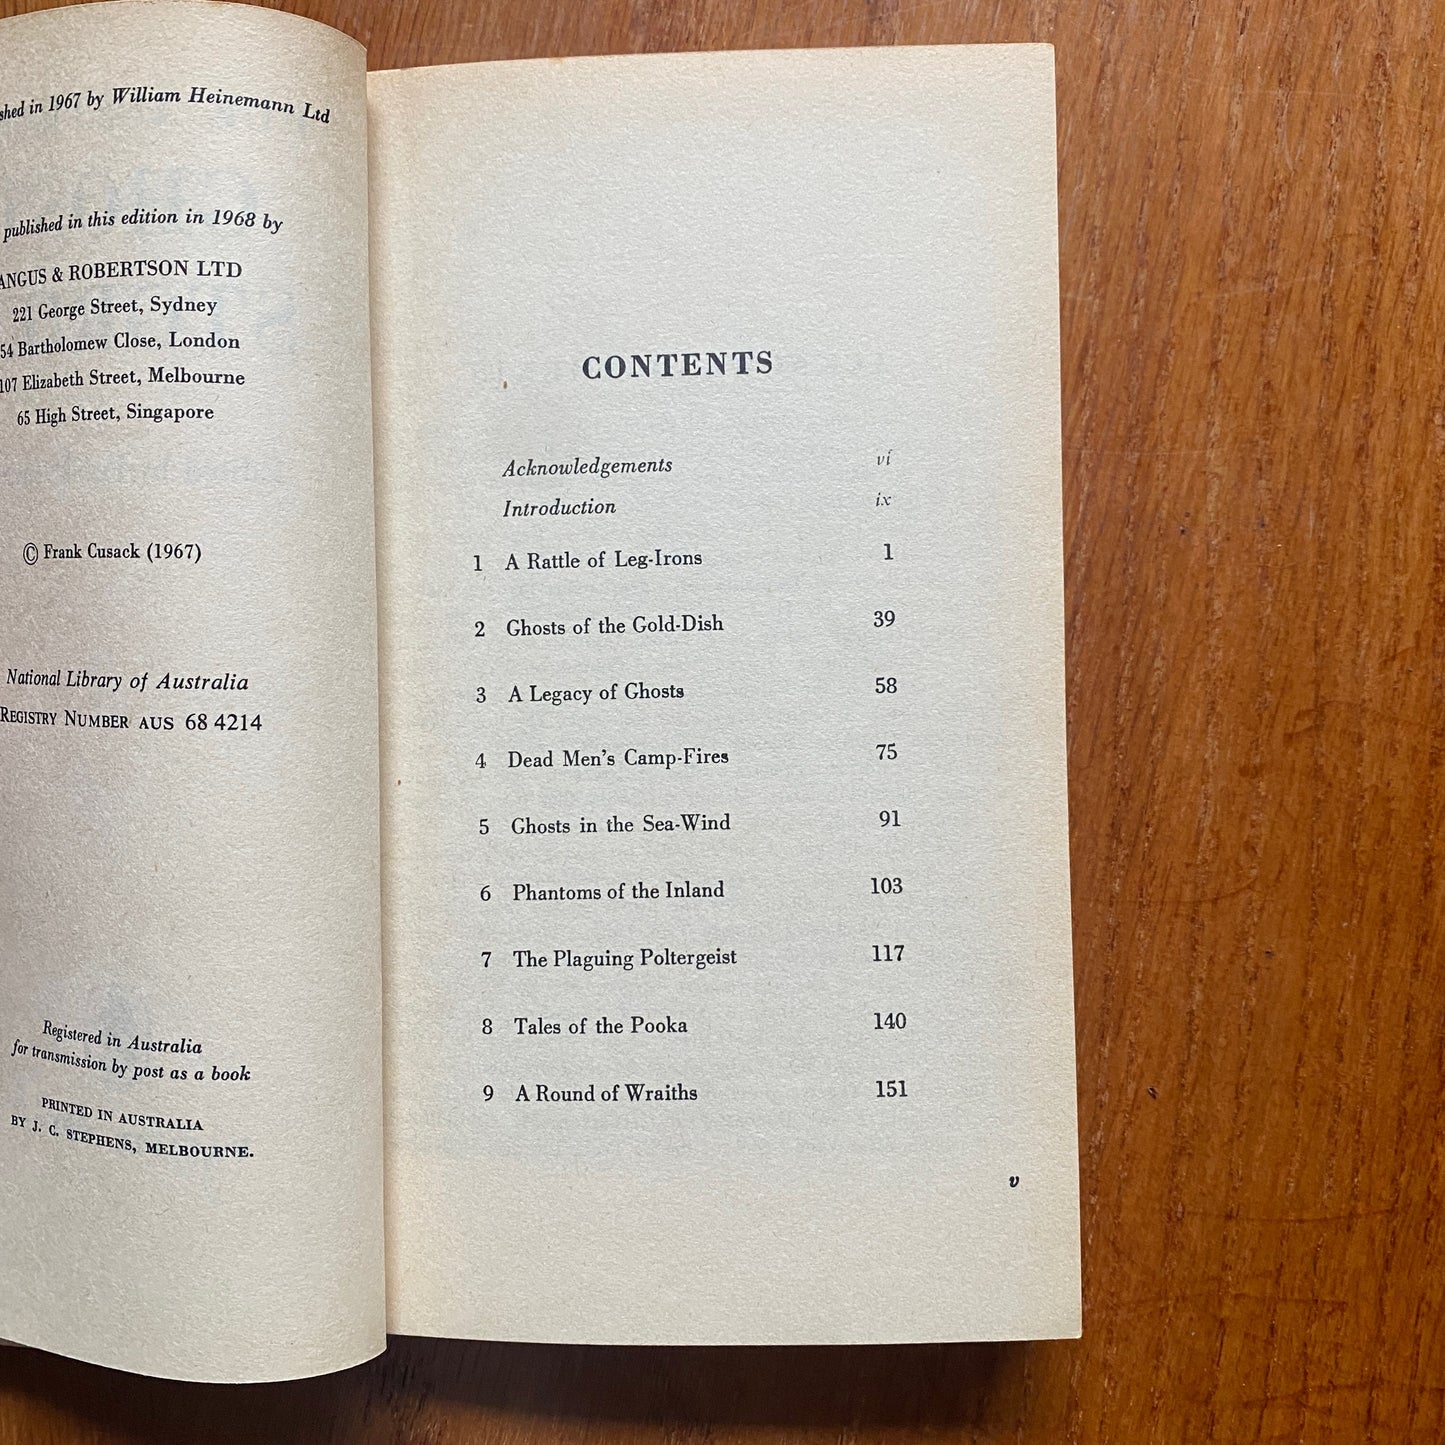 in 1967 by William Heinemann Ltd
published in this edition in 1968 by
ANGUS & ROBERTSON LTD
221 George Street, Sydney
54 Bartholomew Close, London
107 Elizabeth Street, Melbourne
65 High Street, Singapore
© Frank Cusack (1967)
National Library of Australia
REGISTRY NUMBER AUS 68 4214
Registered in Australia
for transmission by post as a book
PRINTED IN AUSTRALIA
BY J. C. STEPHENS, MELBOURNE.
CONTENTS
Acknowledgements vi
Introduction ix
1 A Rattle of Leg-Irons 1
2 Ghosts of the Gold-Dish 39
3 A Legacy of Ghosts 58
4 Dead Men's Camp-Fires 75
5 Ghosts in the Sea-Wind 91
6 Phantoms of the Inland 103
7 The Plaguing Poltergeist 117
8 Tales of the Pooka 140
9 A Round of Wraiths 151
v